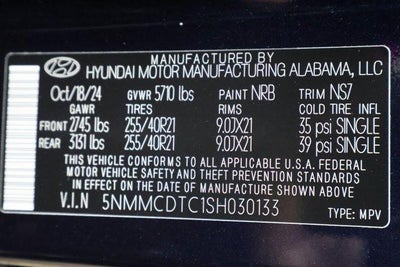 MANUFACTURED BY
HYUNDAI MOTOR MANUFACTURING ALABAMA, LLC
Oct/18/24 GVWR 5710 lbs PAINT NRB TRIM NS7
GAWR TIRES RIMS COLD TIRE INFL
FRONT 2745 lbs 255/40R21 9.0JX21 35 psi SINGLE
REAR 3131 lbs 255/40R21 9.0JX21 39 psi SINGLE
THIS VEHICLE CONFORMS TO ALL APPLICABLE U.S.A. FEDERAL
MOTOR VEHICLE SAFETY AND THEFT PREVENTION STANDARDS
IN EFFECT ON THE DATE OF MANUFACTURE SHOWN ABOVE
V.I.N 5NMMCDTC1SH030133 TYPE: MPV